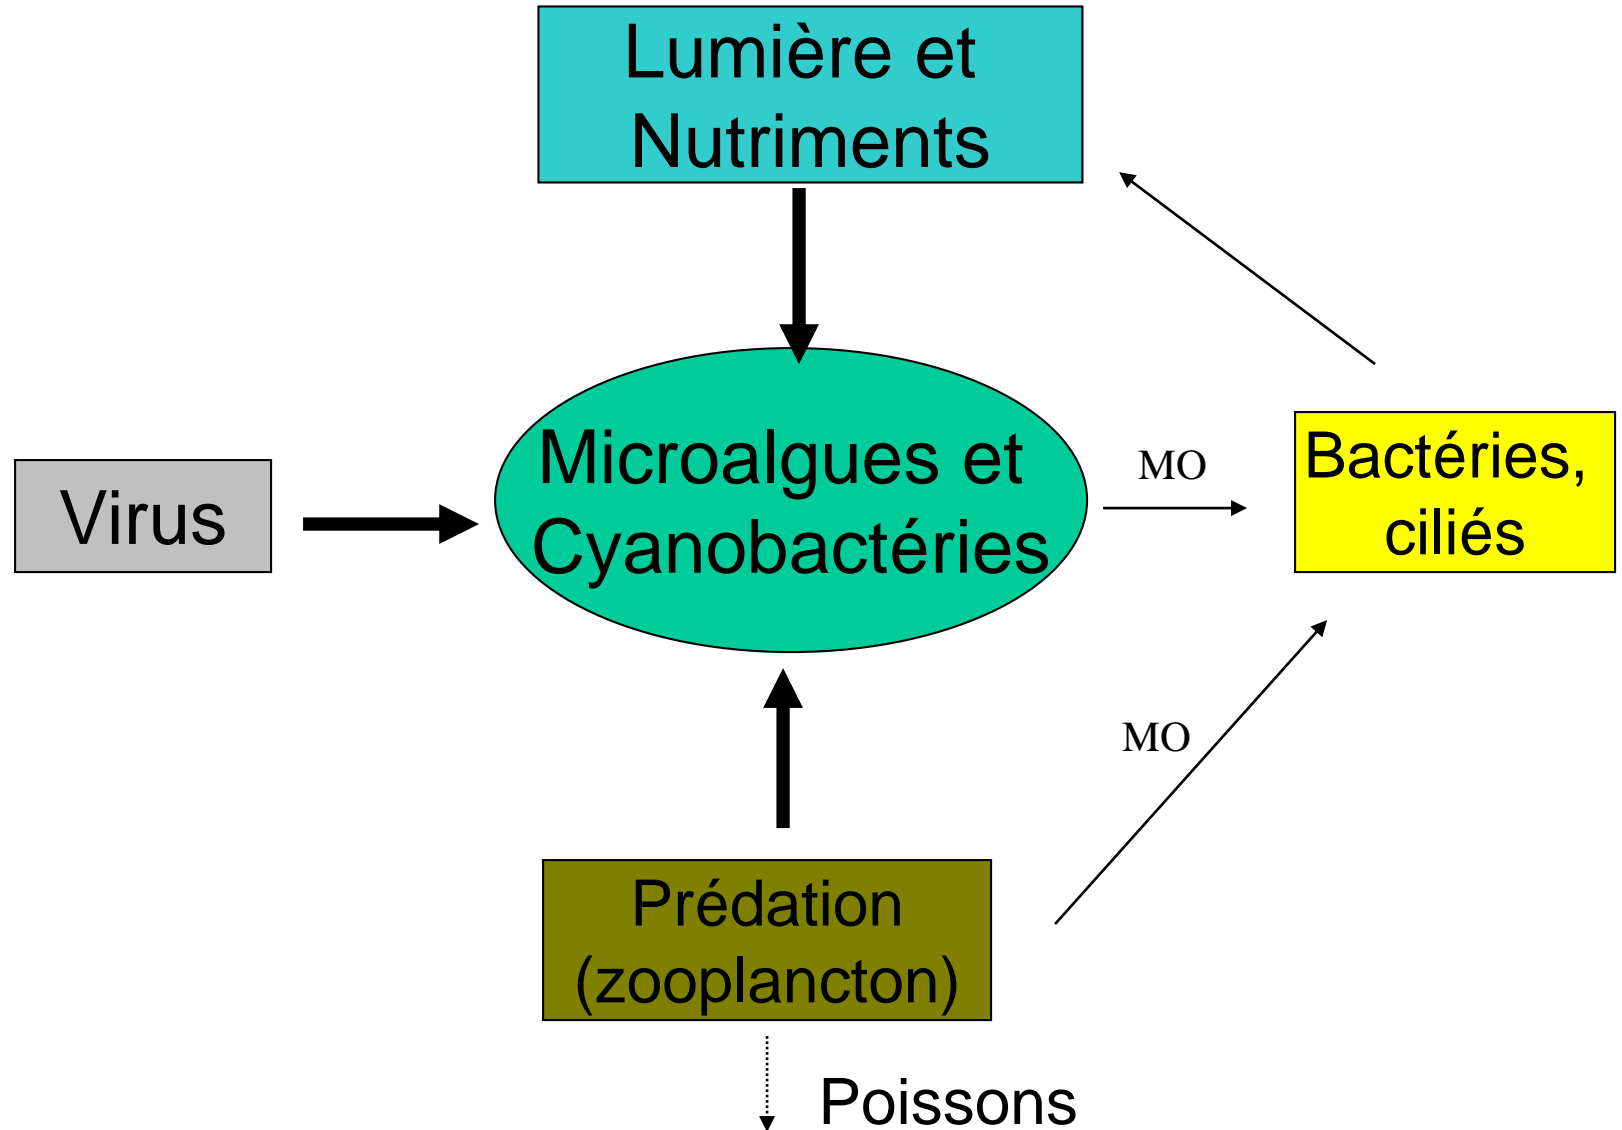 Lumière et
Nutriments
Microalgues et
Cyanobactéries
Virus
MO
Bactéries,
ciliés
MO
Prédation
(zooplancton)
Poissons